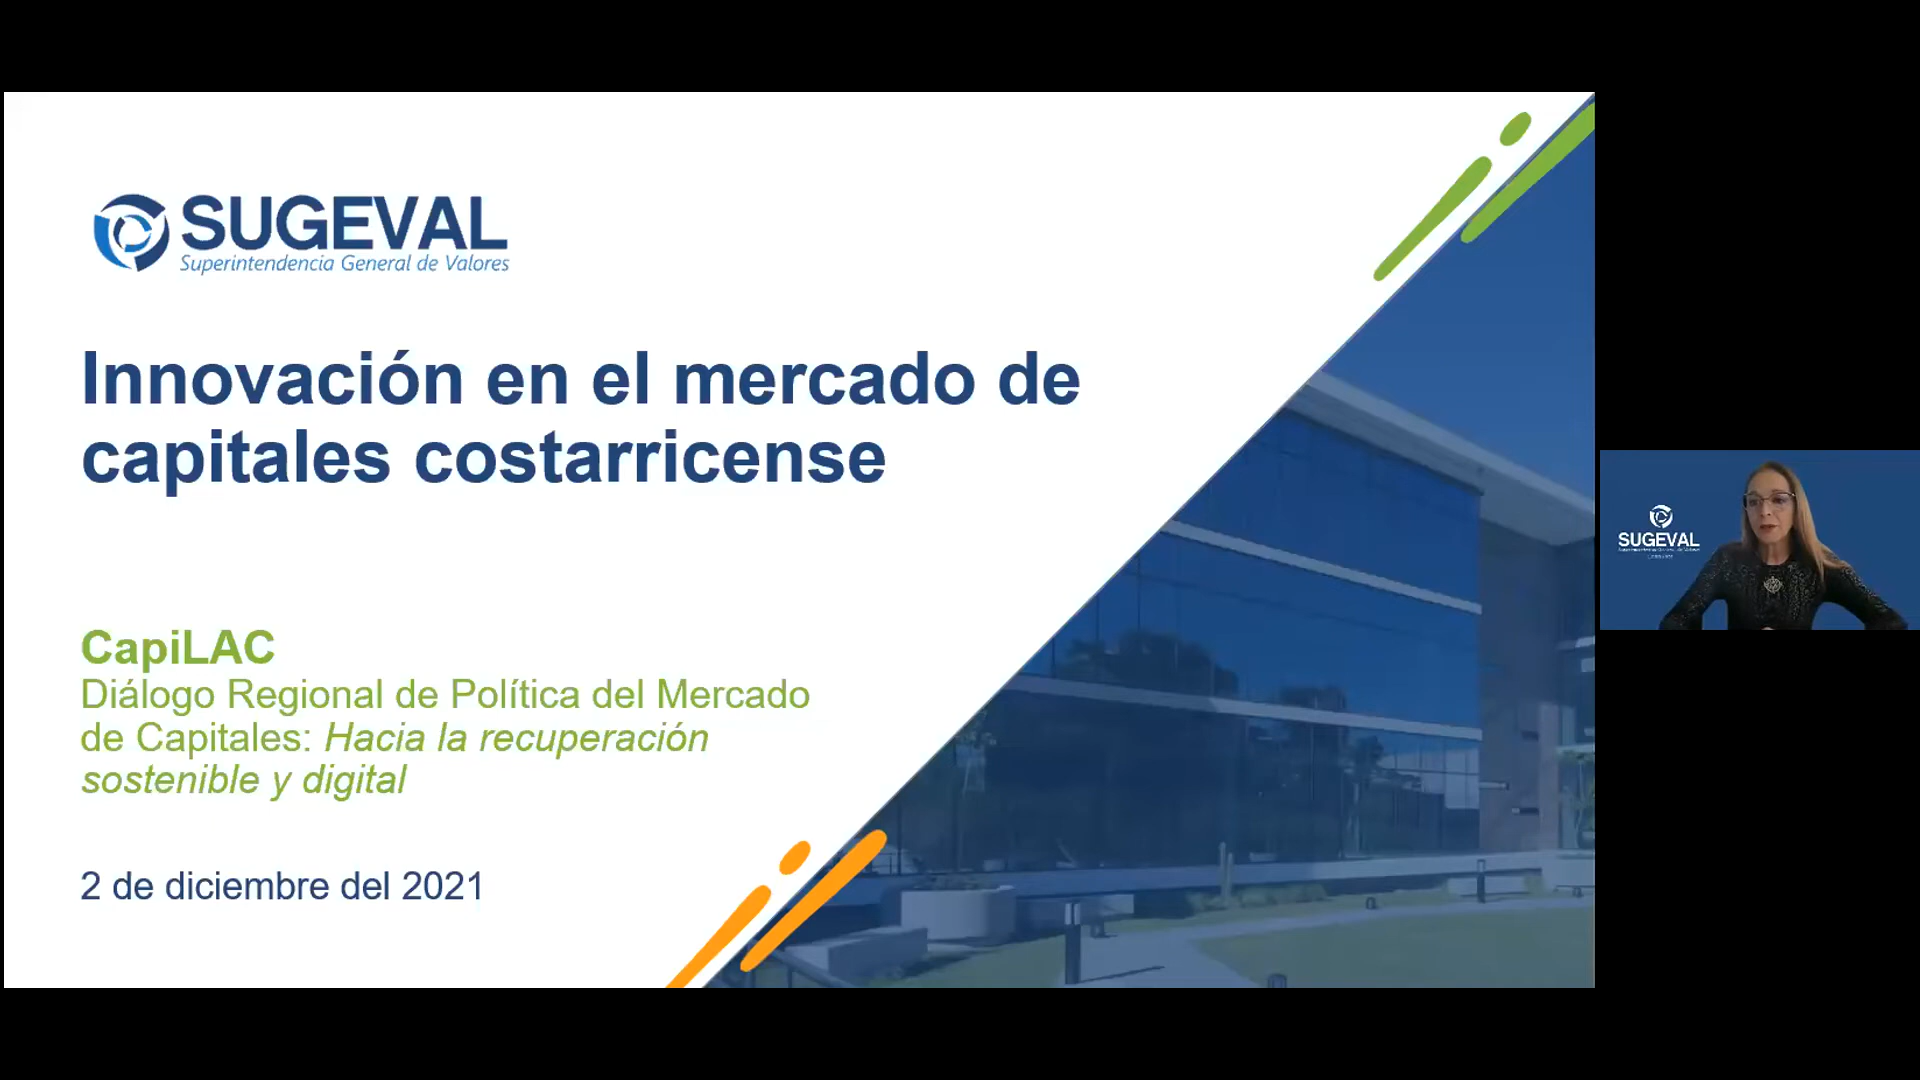 SUGEVAL
Superintendencia General de Valores
Innovación en el mercado de
capitales costarricense
CapiLAC
Diálogo Regional de Política del Mercado
de Capitales: Hacia la recuperación
sostenible y digital
2 de diciembre del 2021
SUGEVAL